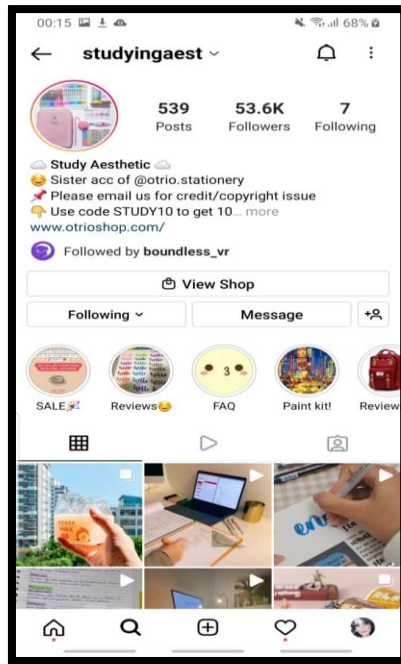 00:15 68%
studyingaest
539 53.6K 7
Posts Followers Following
Study Aesthetic
Sister acc of @otrio.stationery
Please email us for credit/copyright issue
Use code STUDY10 to get 10... more
www.otrioshop.com/
Followed by boundless_vr
View Shop
Following Message
SALE Reviews FAQ Paint kit! Review